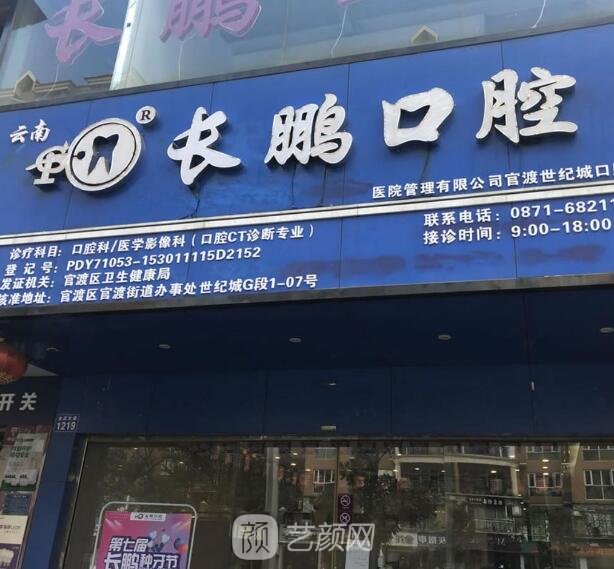 长鹏
云南
®
长鹏口腔
医院管理有限公司官渡世纪城口
诊疗科目：口腔科/医学影像科（口腔CT诊断专业）
登记号：PDY71053-153011115D2152
发证机关：官渡区卫生健康局
核准地址：官渡区官渡街道办事处世纪城G段1-07号
联系电话：0871-68211
接诊时间：9:00-18:00
开关
1219
第七届
长鹏种牙节
颜 艺颜网